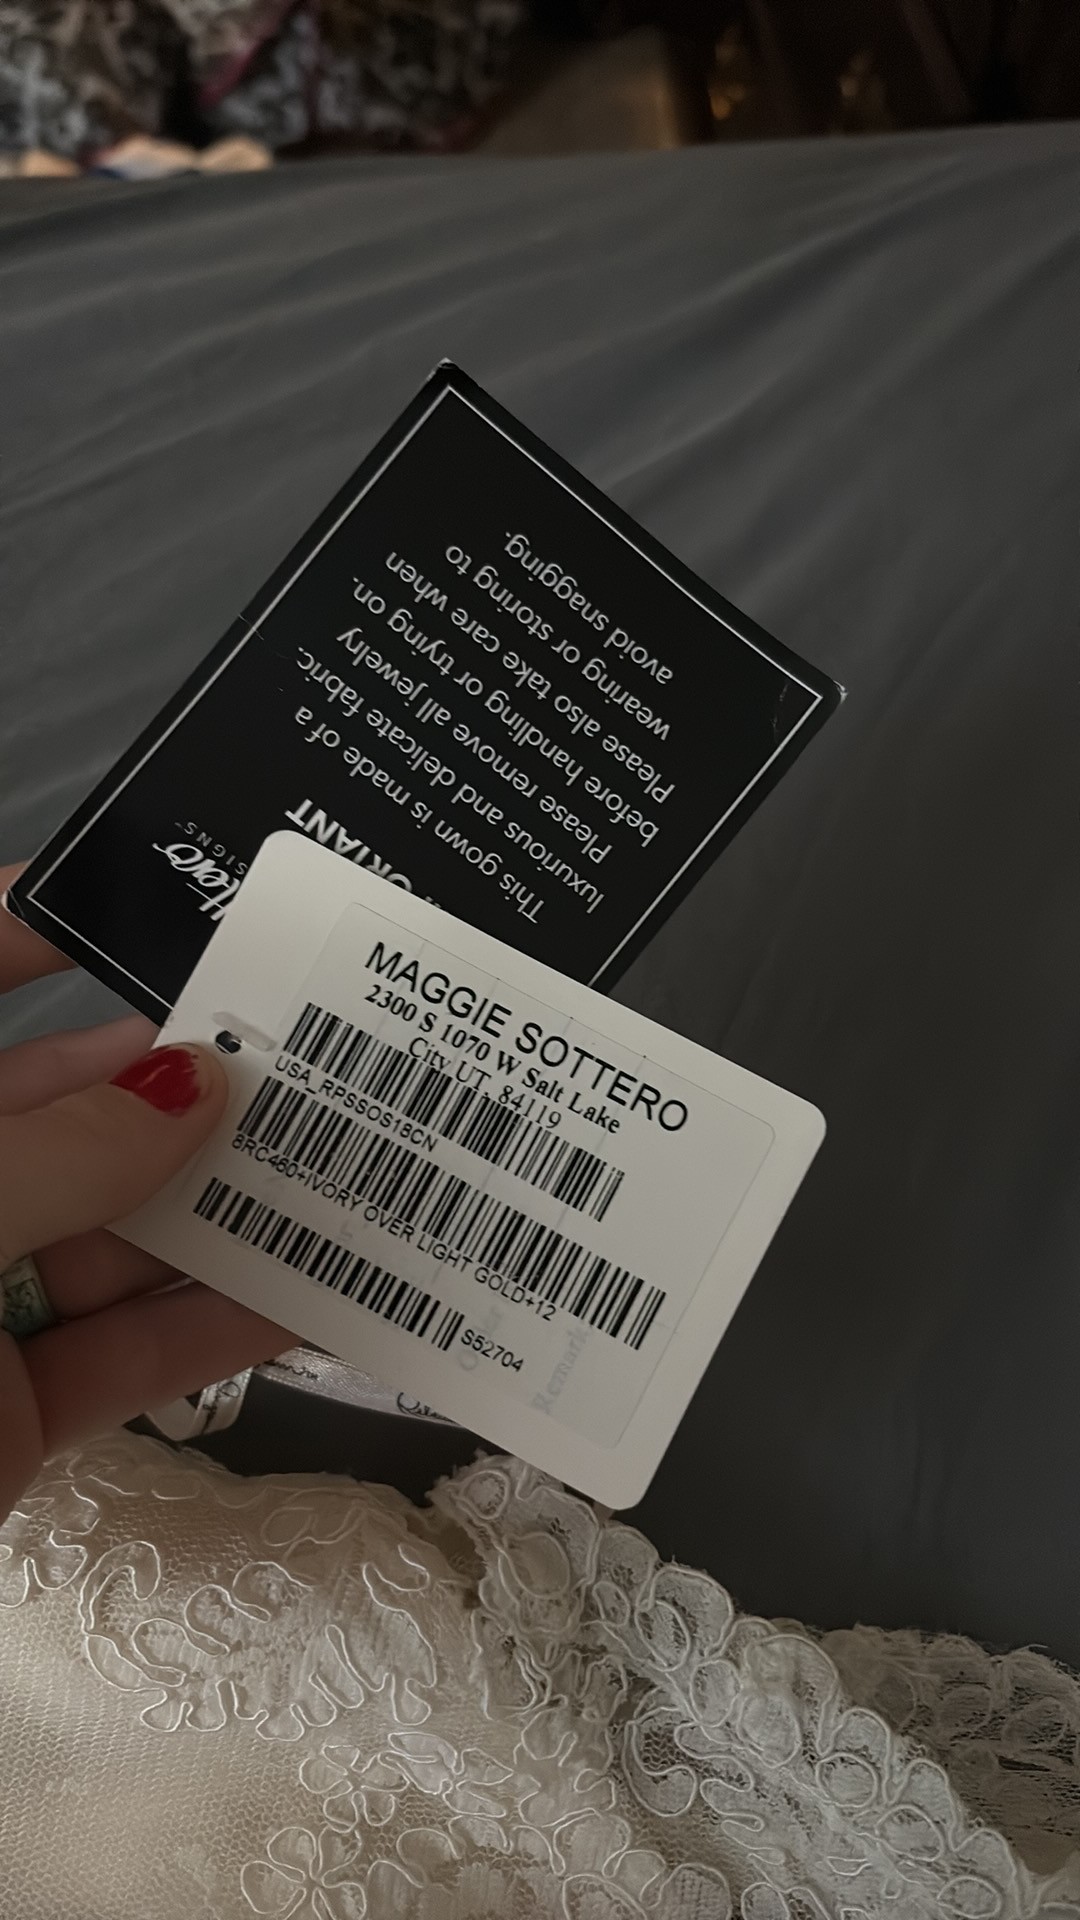 SIGNS
This gown is made of a
luxurious and delicate fabric.
Please remove all jewelry
before handling or trying on.
Please also take care when
wearing or storing to
avoid snagging.
MAGGIE SOTTERO
2300 S 1070 W Salt Lake
City UT, 84119
USA_RPSSOS18CN
8RC460+IVORY OVER LIGHT GOLD+12
S52704
Remark